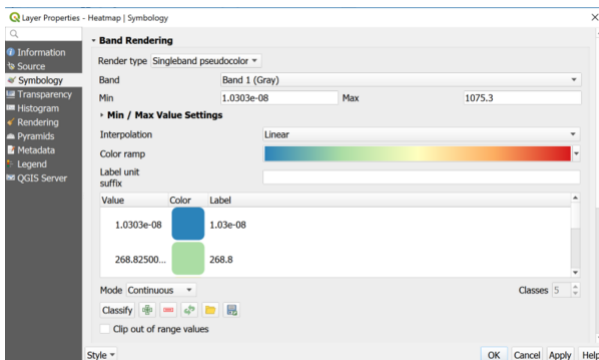 Layer Properties - Heatmap | Symbology
Information
Source
Symbology
Transparency
Histogram
Rendering
Pyramids
Metadata
Legend
QGIS Server
Band Rendering
Render type Singleband pseudocolor
Band Band 1 (Gray)
Min 1.0303e-08 Max 1075.3
Min / Max Value Settings
Interpolation Linear
Color ramp
Label unit
suffix
Value Color Label
1.0303e-08 1.03e-08
268.82500... 268.8
Mode Continuous Classes 5
Classify
Clip out of range values
Style OK Cancel Apply Help